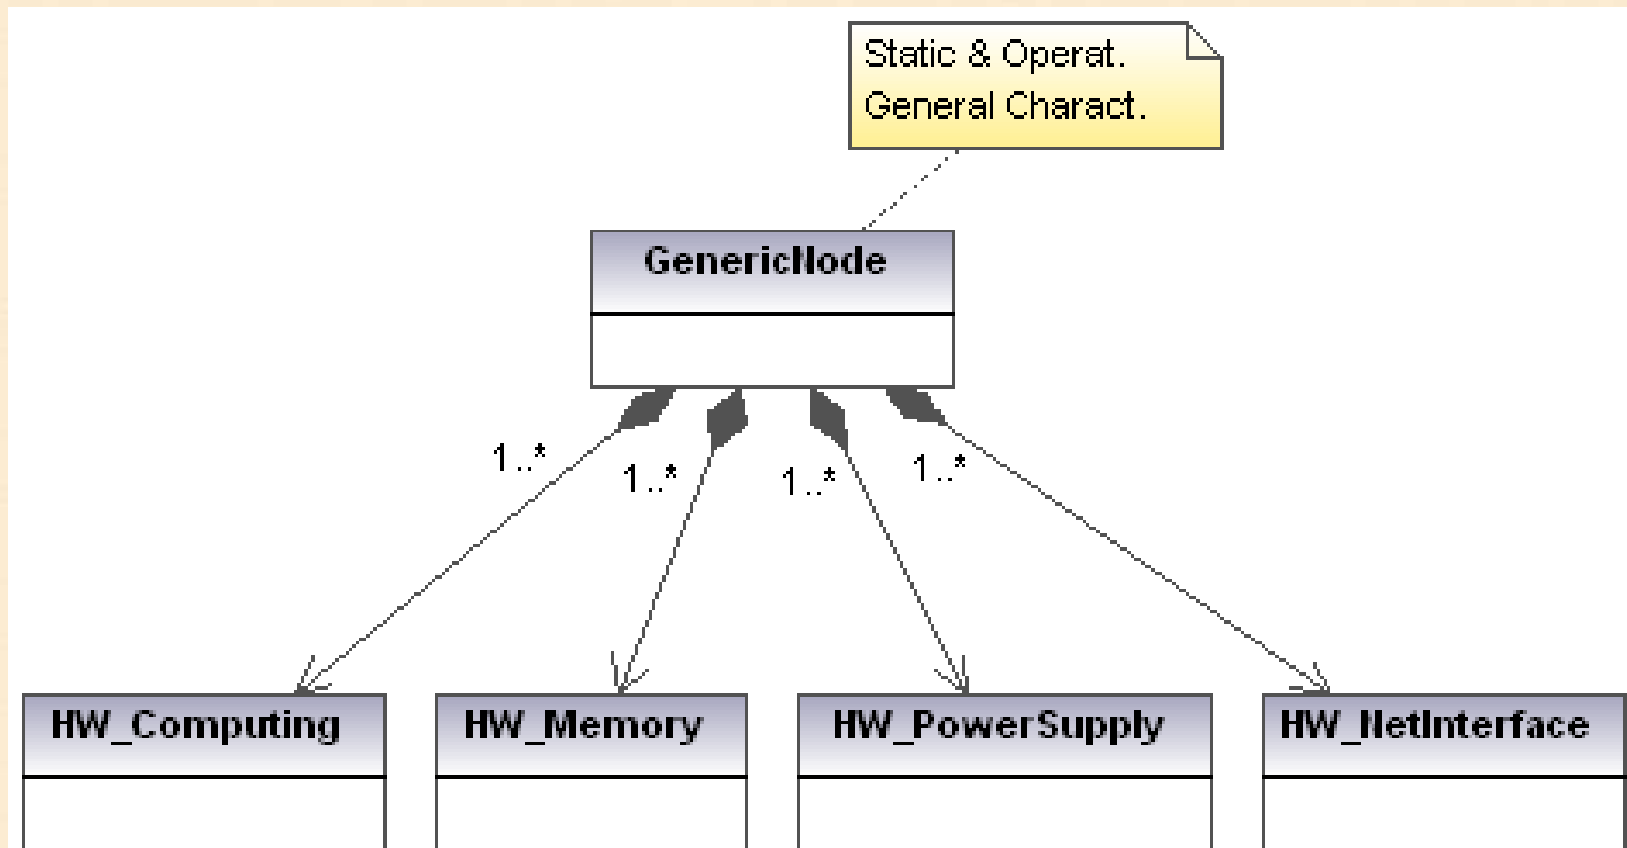 Static & Operat.
General Charact.
GenericNode
1..*
1..*
1..*
1..*
HW_Computing
HW_Memory
HW_PowerSupply
HW_NetInterface